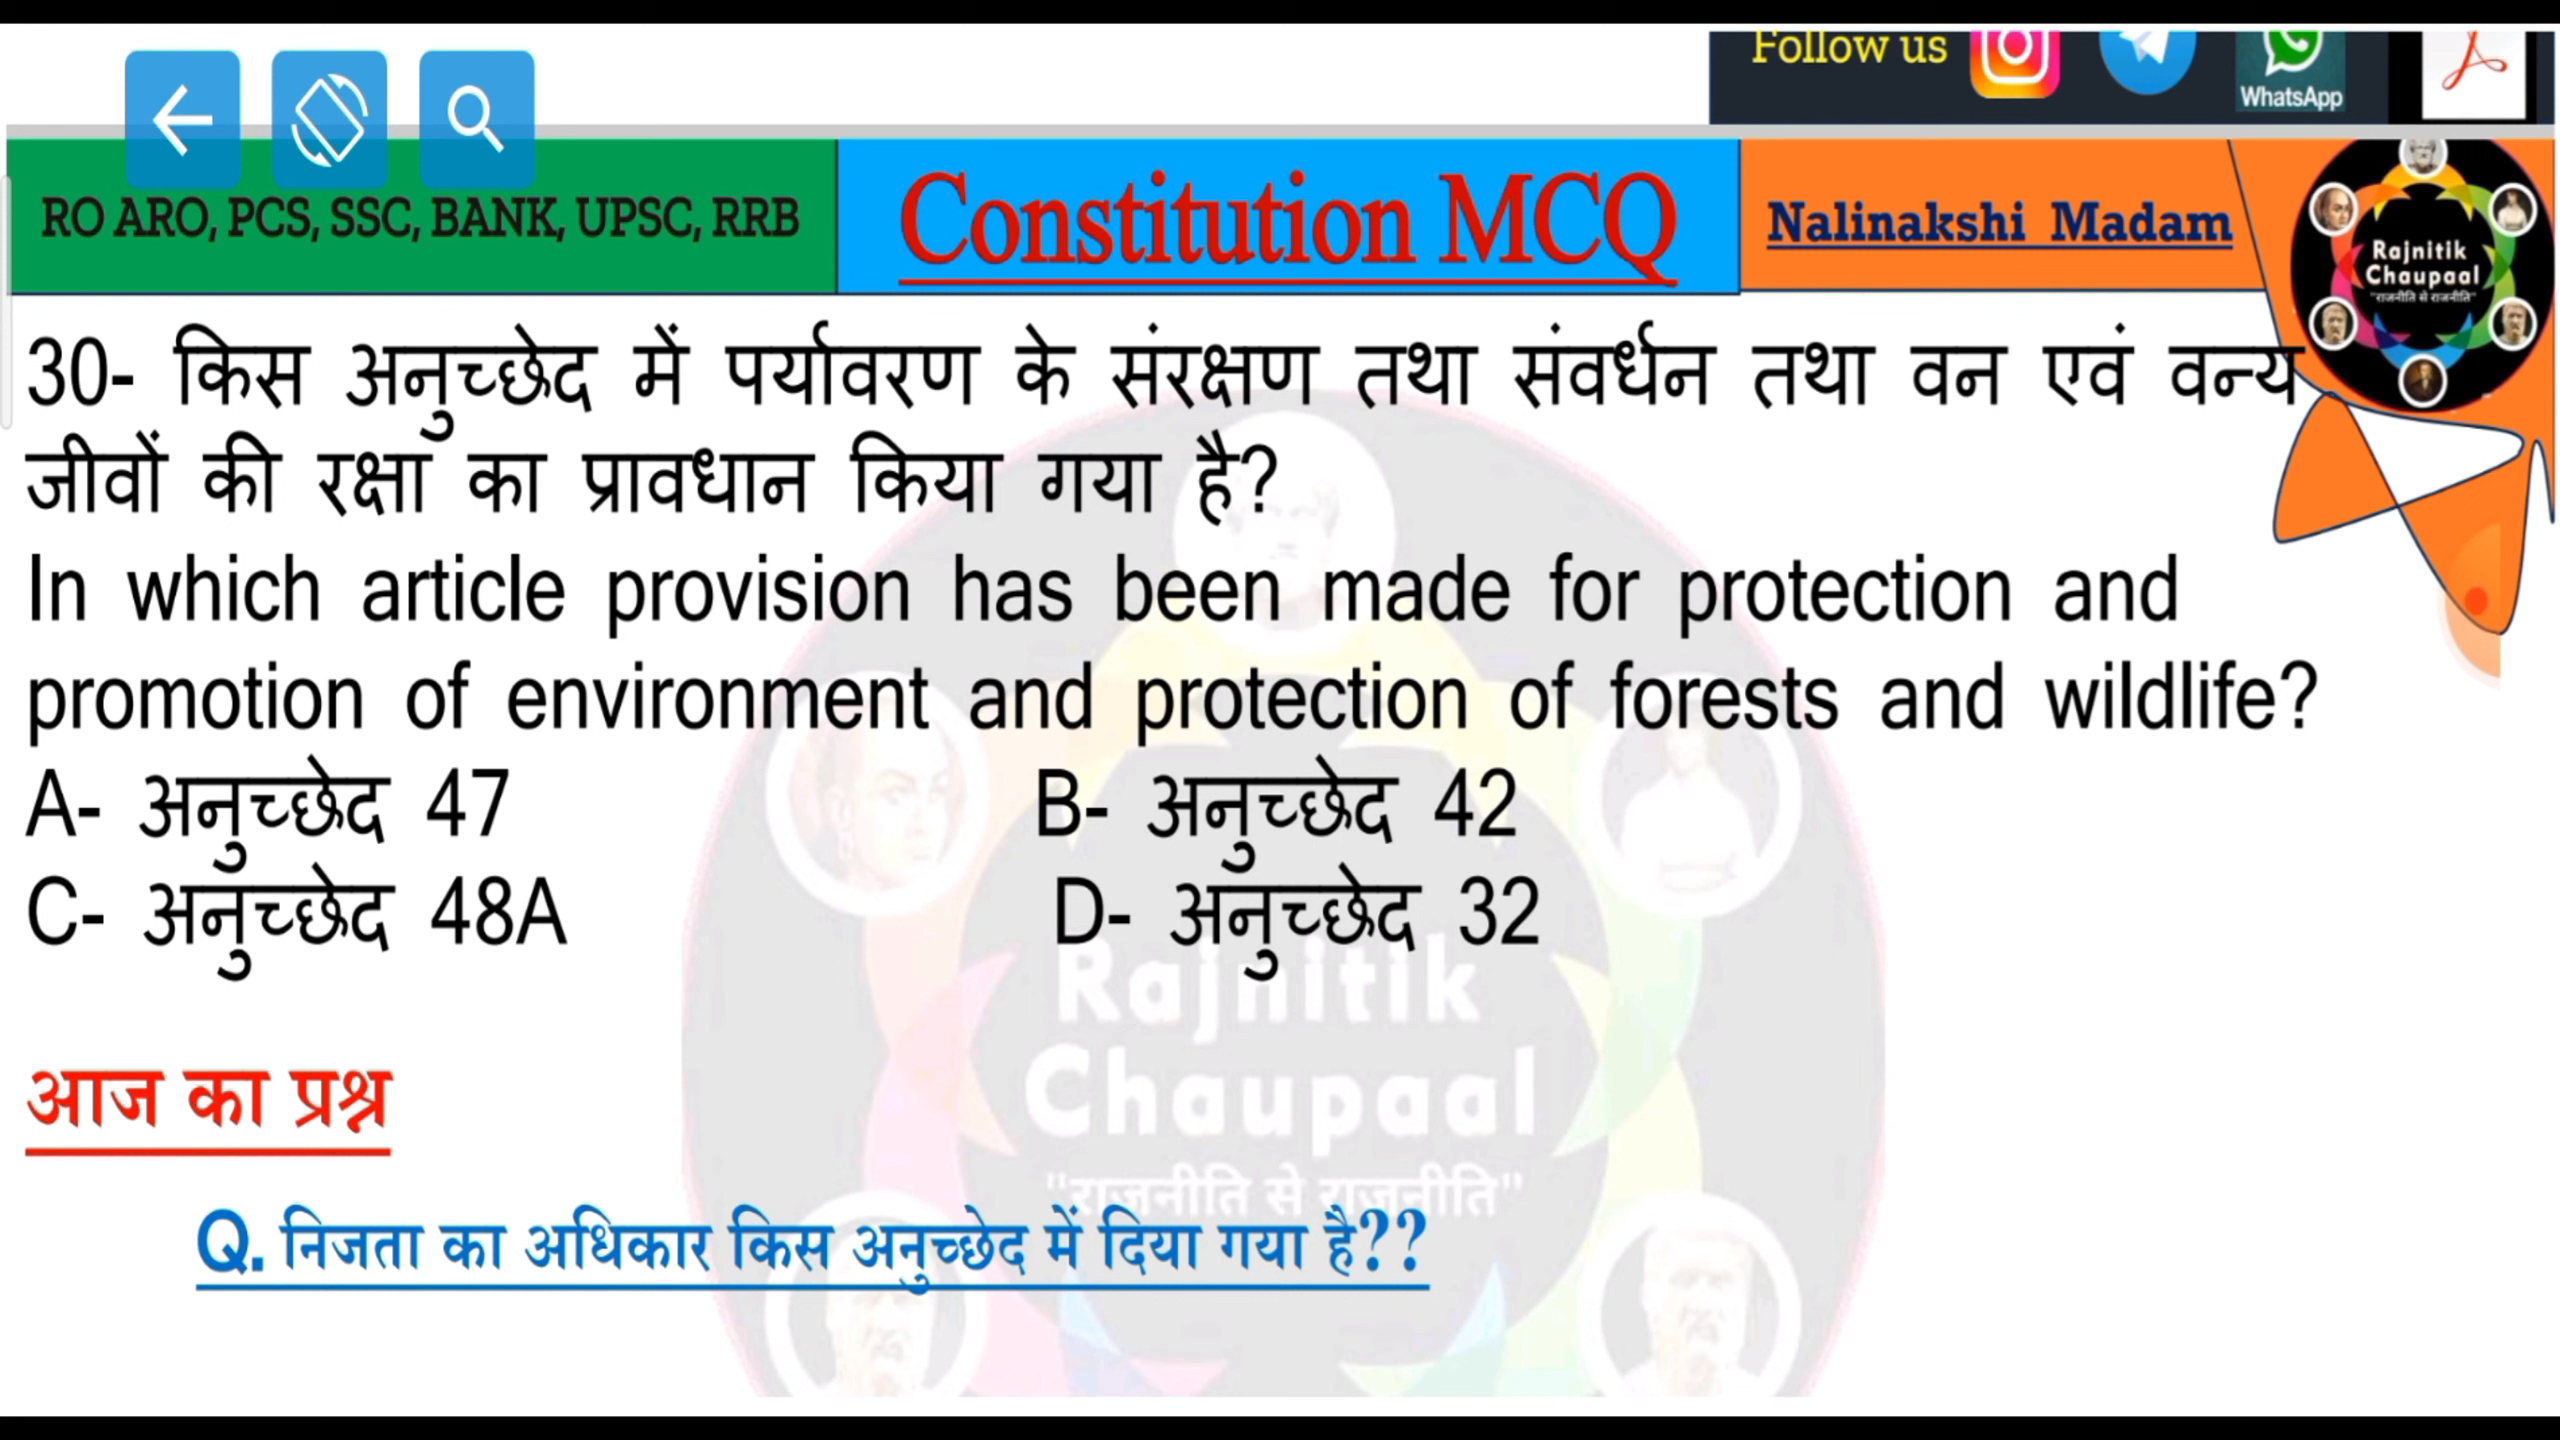 Follow us
WhatsApp
RO ARO, PCS, SSC, BANK, UPSC, RRB
Constitution MCQ
Nalinakshi Madam
Rajnitik
Chaupaal
"राजनीति से राजनीति"
30- किस अनुच्छेद में पर्यावरण के संरक्षण तथा संवर्धन तथा वन एवं वन्य
जीवों की रक्षा का प्रावधान किया गया है?
In which article provision has been made for protection and
promotion of environment and protection of forests and wildlife?
A- अनुच्छेद 47 B- अनुच्छेद 42
C- अनुच्छेद 48A D- अनुच्छेद 32
Rajnitik
Chaupaal
"राजनीति से राजनीति"
आज का प्रश्न
Q. निजता का अधिकार किस अनुच्छेद में दिया गया है??